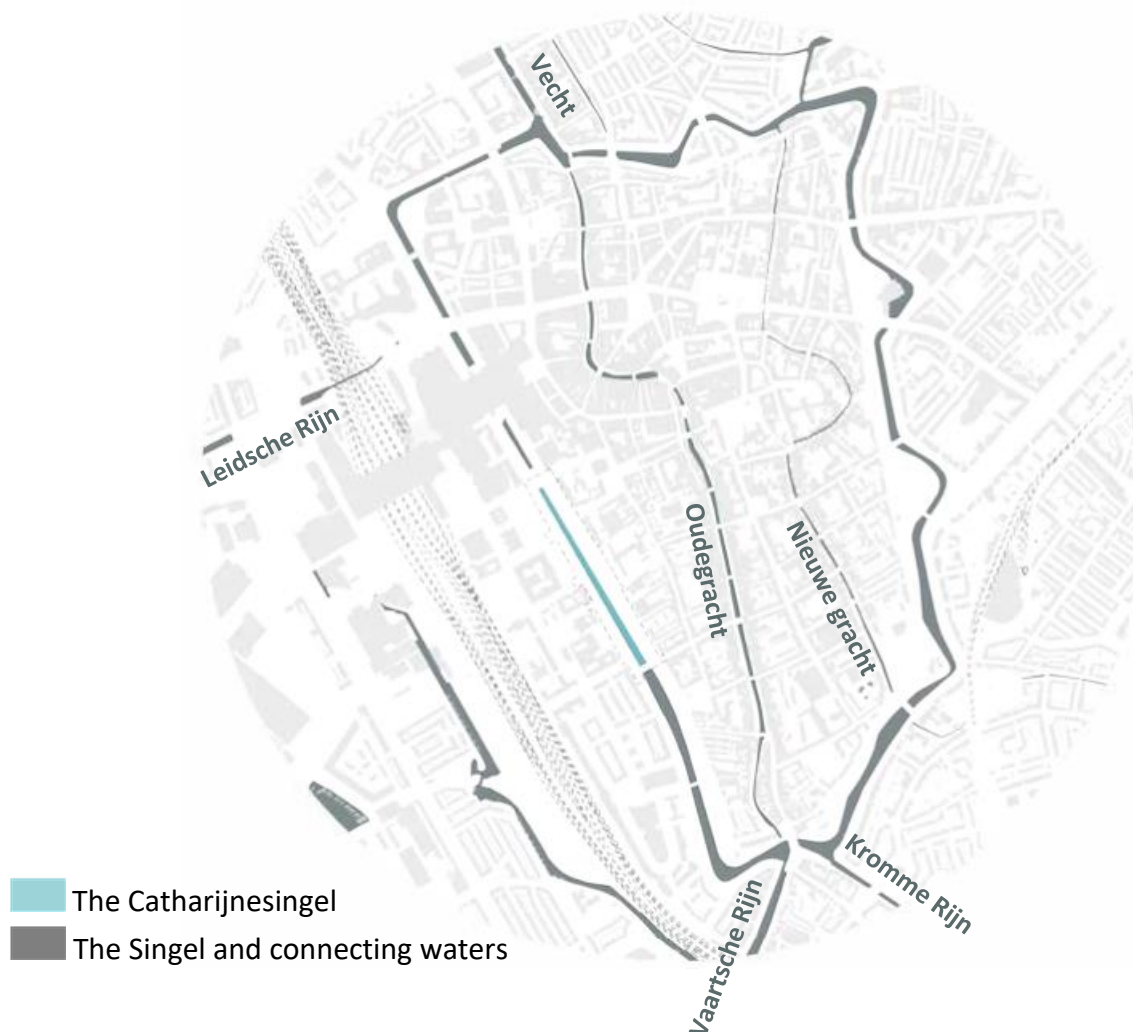 Vecht
Leidsche Rijn
Oudegracht
Nieuwe gracht
Kromme Rijn
Vaartsche Rijn
The Catharijnesingel
The Singel and connecting waters